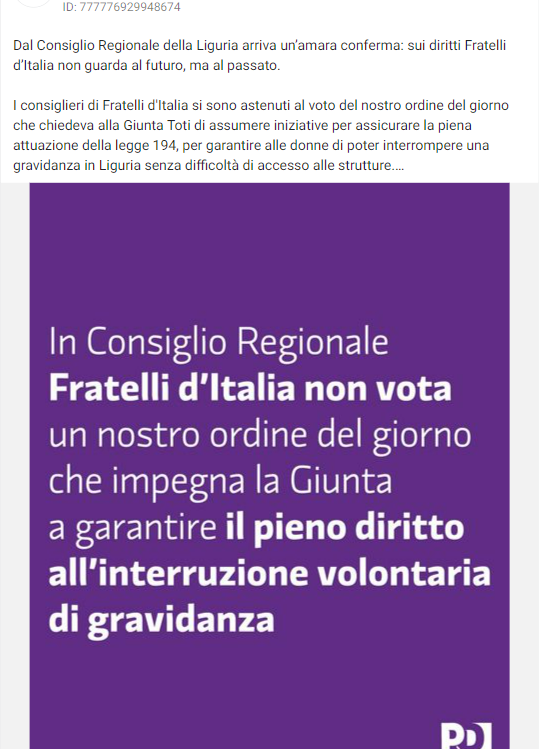 ID: 777776929948674
Dal Consiglio Regionale della Liguria arriva un'amara conferma: sui diritti Fratelli
d'Italia non guarda al futuro, ma al passato.
I consiglieri di Fratelli d'Italia si sono astenuti al voto del nostro ordine del giorno
che chiedeva alla Giunta Toti di assumere iniziative per assicurare la piena
attuazione della legge 194, per garantire alle donne di poter interrompere una
gravidanza in Liguria senza difficoltà di accesso alle strutture....
In Consiglio Regionale
Fratelli d'Italia non vota
un nostro ordine del giorno
che impegna la Giunta
a garantire il pieno diritto
all'interruzione volontaria
di gravidanza
PD